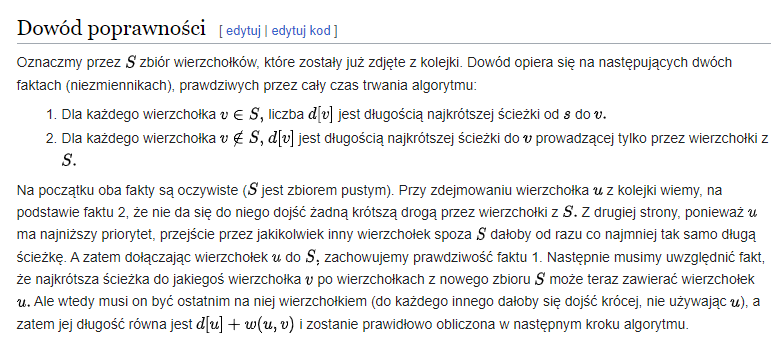 Dowód poprawności [ edytuj | edytuj kod ]
Oznaczmy przez S zbiór wierzchołków, które zostały już zdjęte z kolejki. Dowód opiera się na następujących dwóch
faktach (niezmiennikach), prawdziwych przez cały czas trwania algorytmu:
1. Dla każdego wierzchołka v ∈ S, liczba d[v] jest długością najkrótszej ścieżki od s do v.
2. Dla każdego wierzchołka v ∉ S, d[v] jest długością najkrótszej ścieżki do v prowadzącej tylko przez wierzchołki z
S.
Na początku oba fakty są oczywiste (S jest zbiorem pustym). Przy zdejmowaniu wierzchołka u z kolejki wiemy, na
podstawie faktu 2, że nie da się do niego dojść żadną krótszą drogą przez wierzchołki z S. Z drugiej strony, ponieważ u
ma najniższy priorytet, przejście przez jakikolwiek inny wierzchołek spoza S dałoby od razu co najmniej tak samo długą
ścieżkę. A zatem dołączając wierzchołek u do S, zachowujemy prawdziwość faktu 1. Następnie musimy uwzględnić fakt,
że najkrótsza ścieżka do jakiegoś wierzchołka v po wierzchołkach z nowego zbioru S może teraz zawierać wierzchołek
u. Ale wtedy musi on być ostatnim na niej wierzchołkiem (do każdego innego dałoby się dojść krócej, nie używając u), a
zatem jej długość równa jest d[u] + w(u, v) i zostanie prawidłowo obliczona w następnym kroku algorytmu.